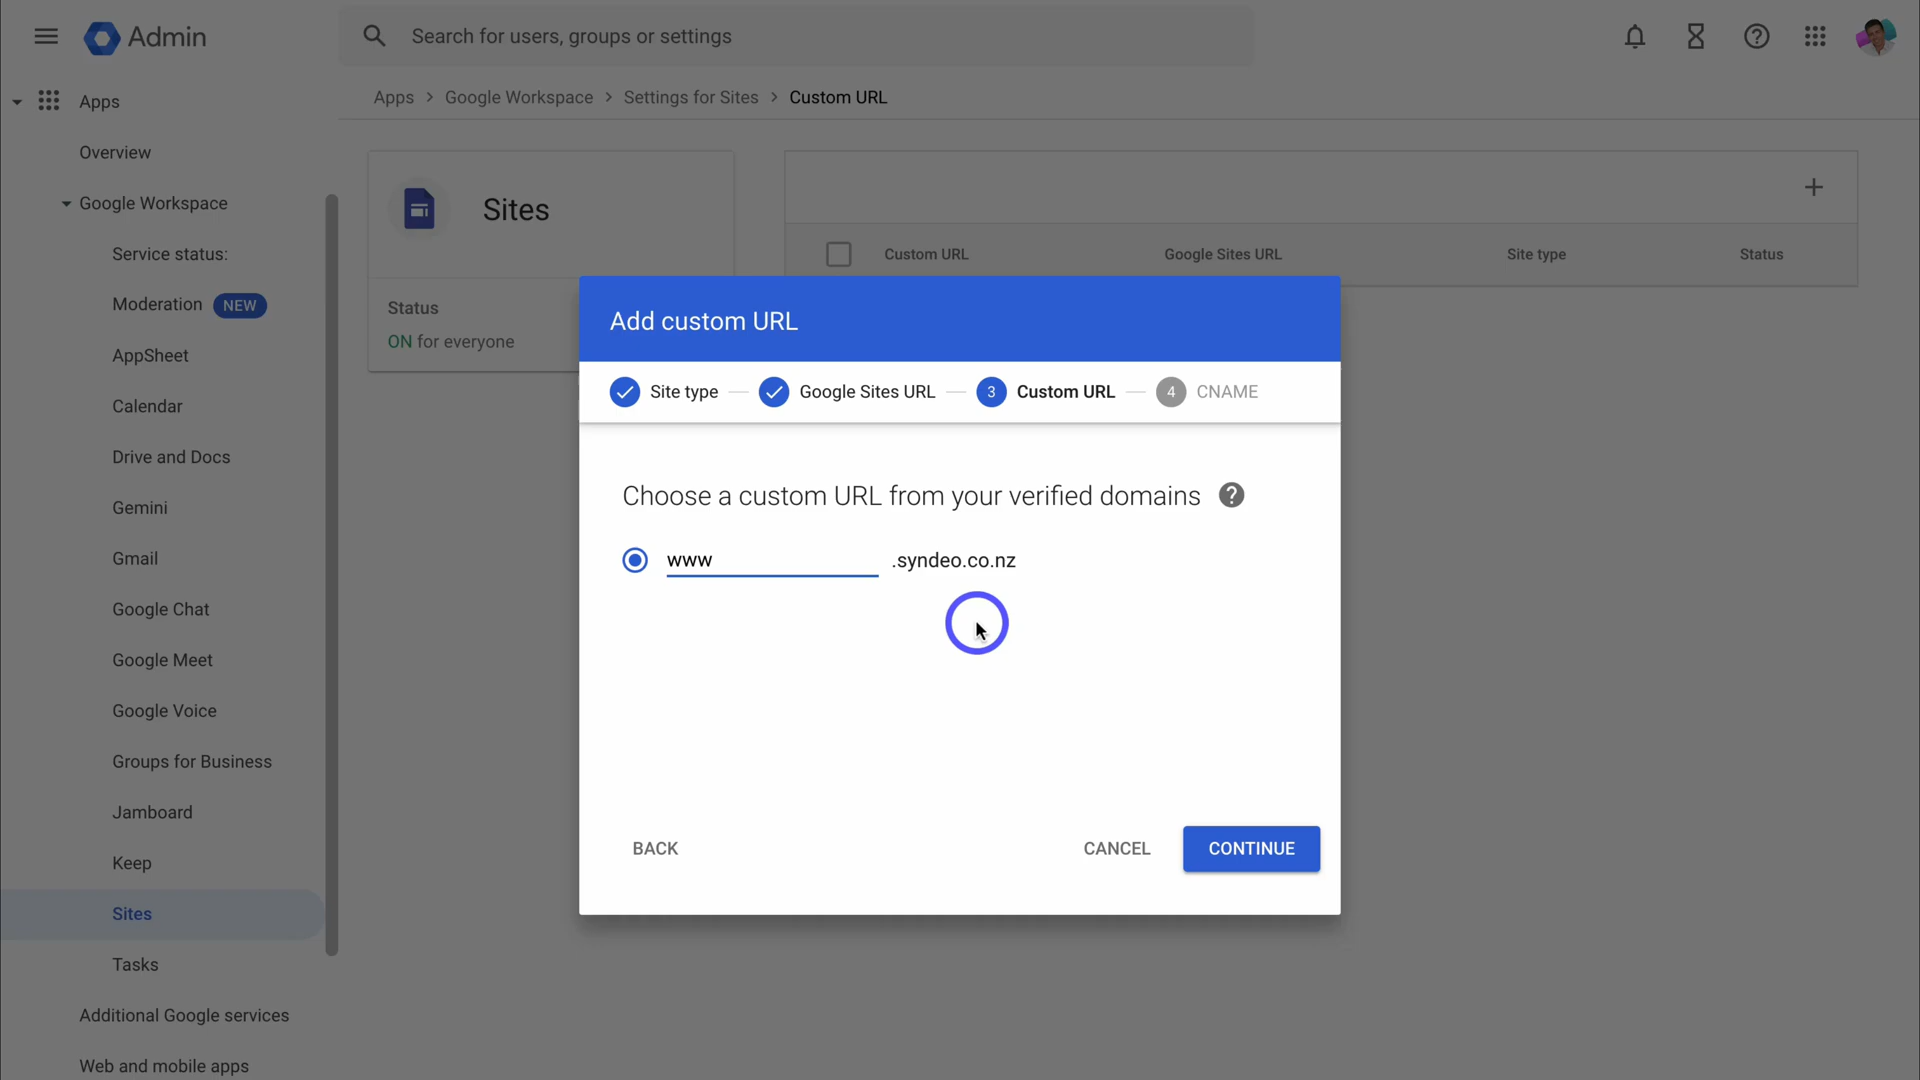 Admin
Search for users, groups or settings
Apps
Overview
Google Workspace
Service status:
Moderation NEW
AppSheet
Calendar
Drive and Docs
Gemini
Gmail
Google Chat
Google Meet
Google Voice
Groups for Business
Jamboard
Keep
Sites
Tasks
Additional Google services
Web and mobile apps
Apps > Google Workspace > Settings for Sites > Custom URL
Sites
Status
ON for everyone
Custom URL Google Sites URL Site type Status
Add custom URL
Site type Google Sites URL 3 Custom URL 4 CNAME
Choose a custom URL from your verified domains ?
www .syndeo.co.nz
BACK CANCEL CONTINUE